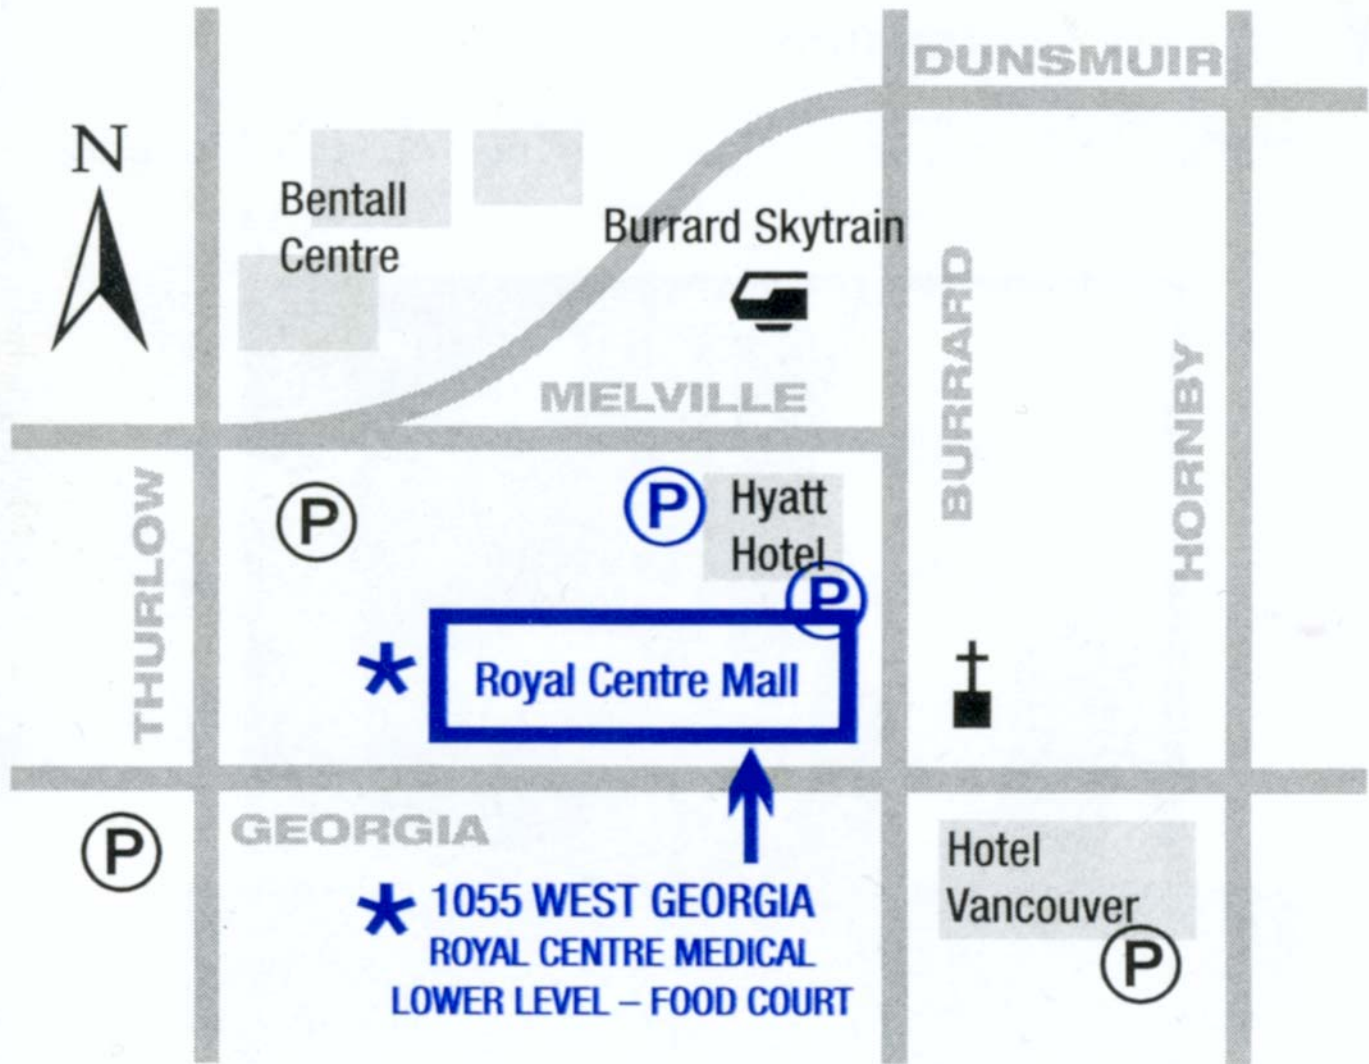 DUNSMUIR
N
Bentall
Centre
Burrard Skytrain
BURRARD
MELVILLE
HORNBY
THURLOW
P
P
Hyatt
Hotel
P
Royal Centre Mall
GEORGIA
P
Hotel
Vancouver
P
* 1055 WEST GEORGIA
ROYAL CENTRE MEDICAL
LOWER LEVEL – FOOD COURT